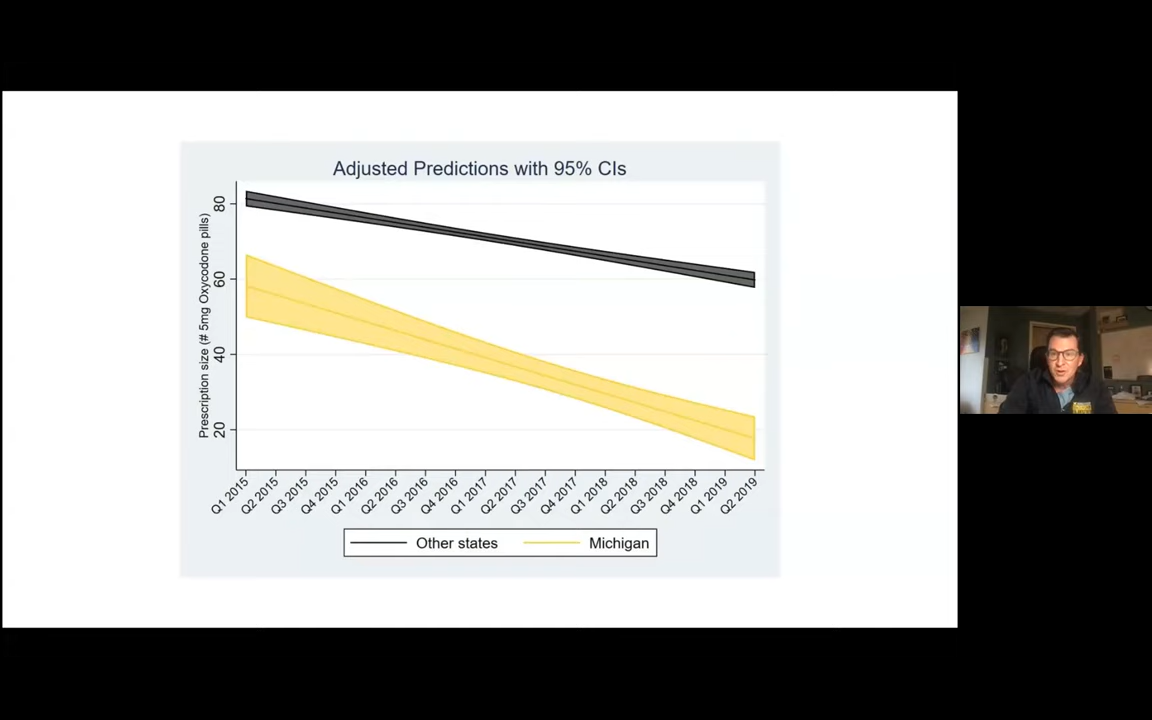 Adjusted Predictions with 95% CIs
Prescription size (# 5mg Oxycodone pills)
80
60
40
20
Q1 2015
Q2 2015
Q3 2015
Q4 2015
Q1 2016
Q2 2016
Q3 2016
Q4 2016
Q1 2017
Q2 2017
Q3 2017
Q4 2017
Q1 2018
Q2 2018
Q3 2018
Q4 2018
Q1 2019
Q2 2019
Other states
Michigan